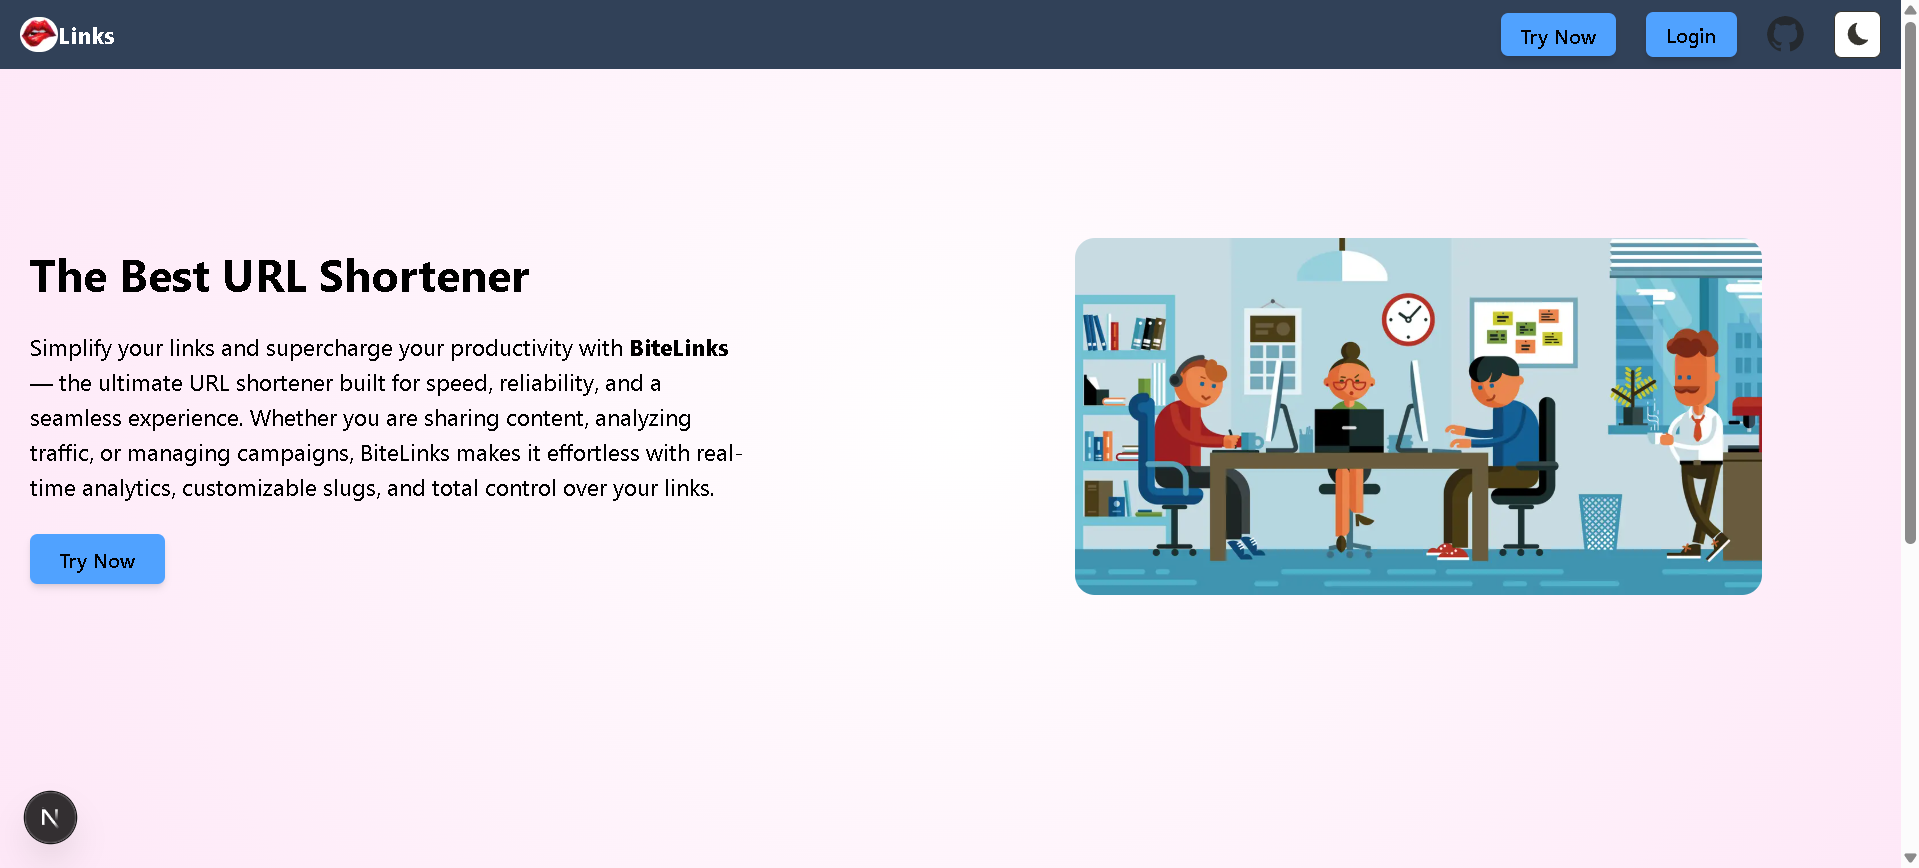 Links
Try Now
Login
The Best URL Shortener
Simplify your links and supercharge your productivity with BiteLinks
— the ultimate URL shortener built for speed, reliability, and a
seamless experience. Whether you are sharing content, analyzing
traffic, or managing campaigns, BiteLinks makes it effortless with real-
time analytics, customizable slugs, and total control over your links.
Try Now
N